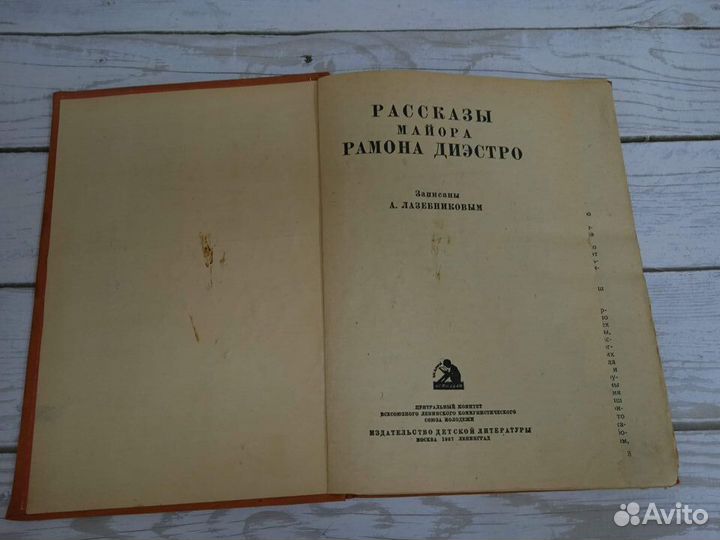 РАССКАЗЫ
МАЙОРА
РАМОНА ДИЭСТРО
Записаны
А. ЛАЗЕБНИКОВЫМ
ЦЕНТРАЛЬНЫЙ КОМИТЕТ
ВСЕСОЮЗНОГО ЛЕНИНСКОГО КОММУНИСТИЧЕСКОГО
СОЮЗА МОЛОДЕЖИ
ИЗДАТЕЛЬСТВО ДЕТСКОЙ ЛИТЕРАТУРЫ
МОСКВА 1937 ЛЕНИНГРАД
Avito